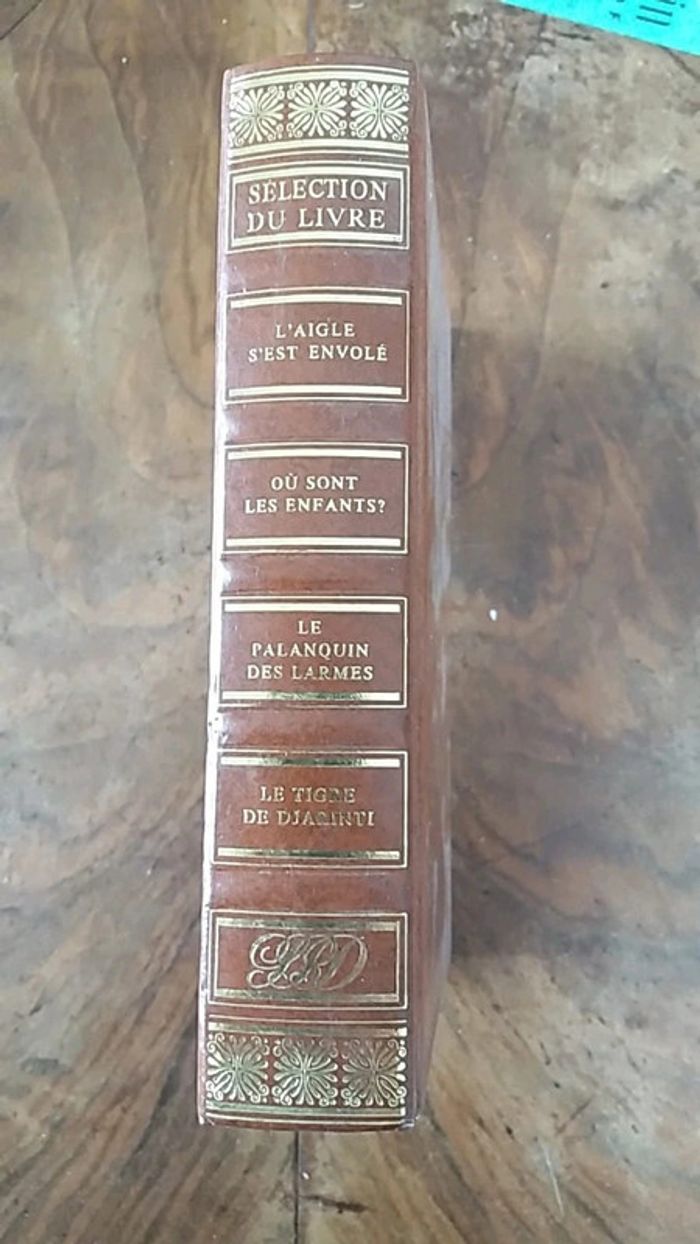 SÉLECTION
DU LIVRE
L'AIGLE
S'EST ENVOLÉ
OÙ SONT
LES ENFANTS?
LE
PALANQUIN
DES LARMES
LE TIGRE
DE DJARINTI